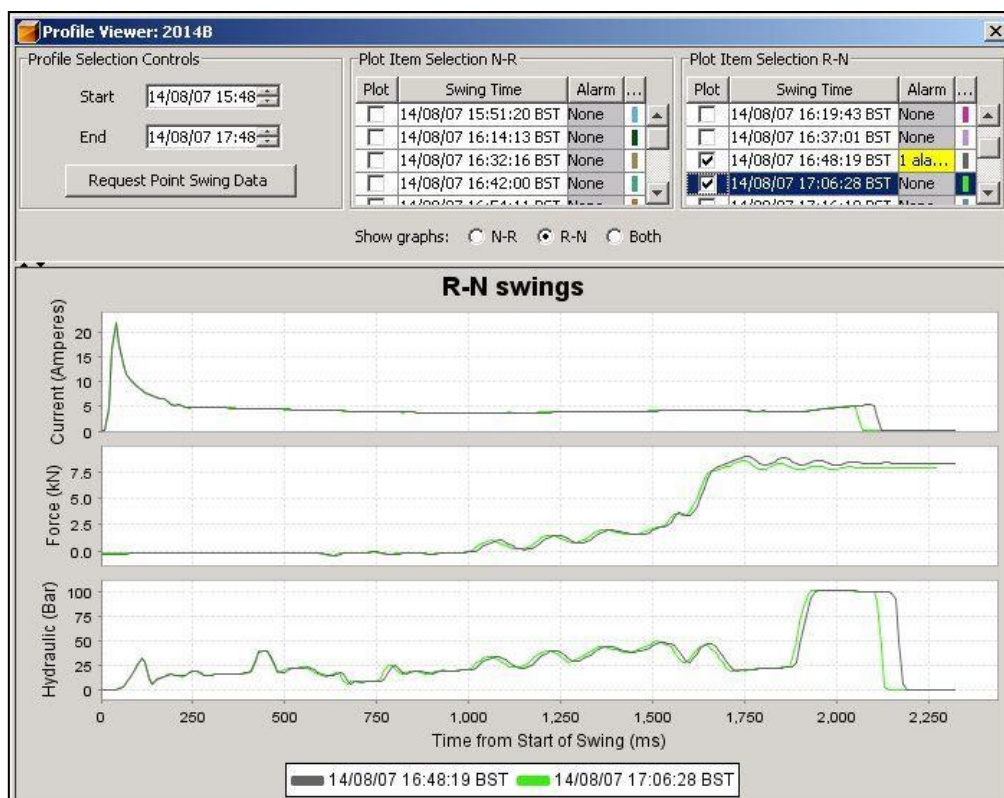 Profile Viewer: 2014B
Profile Selection Controls
Start 14/08/07 15:48
End 14/08/07 17:48
Request Point Swing Data
Plot Item Selection N-R
Plot Swing Time Alarm ...
14/08/07 15:51:20 BST None
14/08/07 16:14:13 BST None
14/08/07 16:32:16 BST None
14/08/07 16:42:00 BST None
Plot Item Selection R-N
Plot Swing Time Alarm ...
14/08/07 16:19:43 BST None
14/08/07 16:37:01 BST None
14/08/07 16:48:19 BST 1 ala...
14/08/07 17:06:28 BST None
Show graphs: N-R R-N Both
R-N swings
Current (Amperes)
20
15
10
5
0
Force (kN)
7.5
5.0
2.5
0.0
Hydraulic (Bar)
100
75
50
25
0
0 250 500 750 1,000 1,250 1,500 1,750 2,000 2,250
Time from Start of Swing (ms)
14/08/07 16:48:19 BST 14/08/07 17:06:28 BST